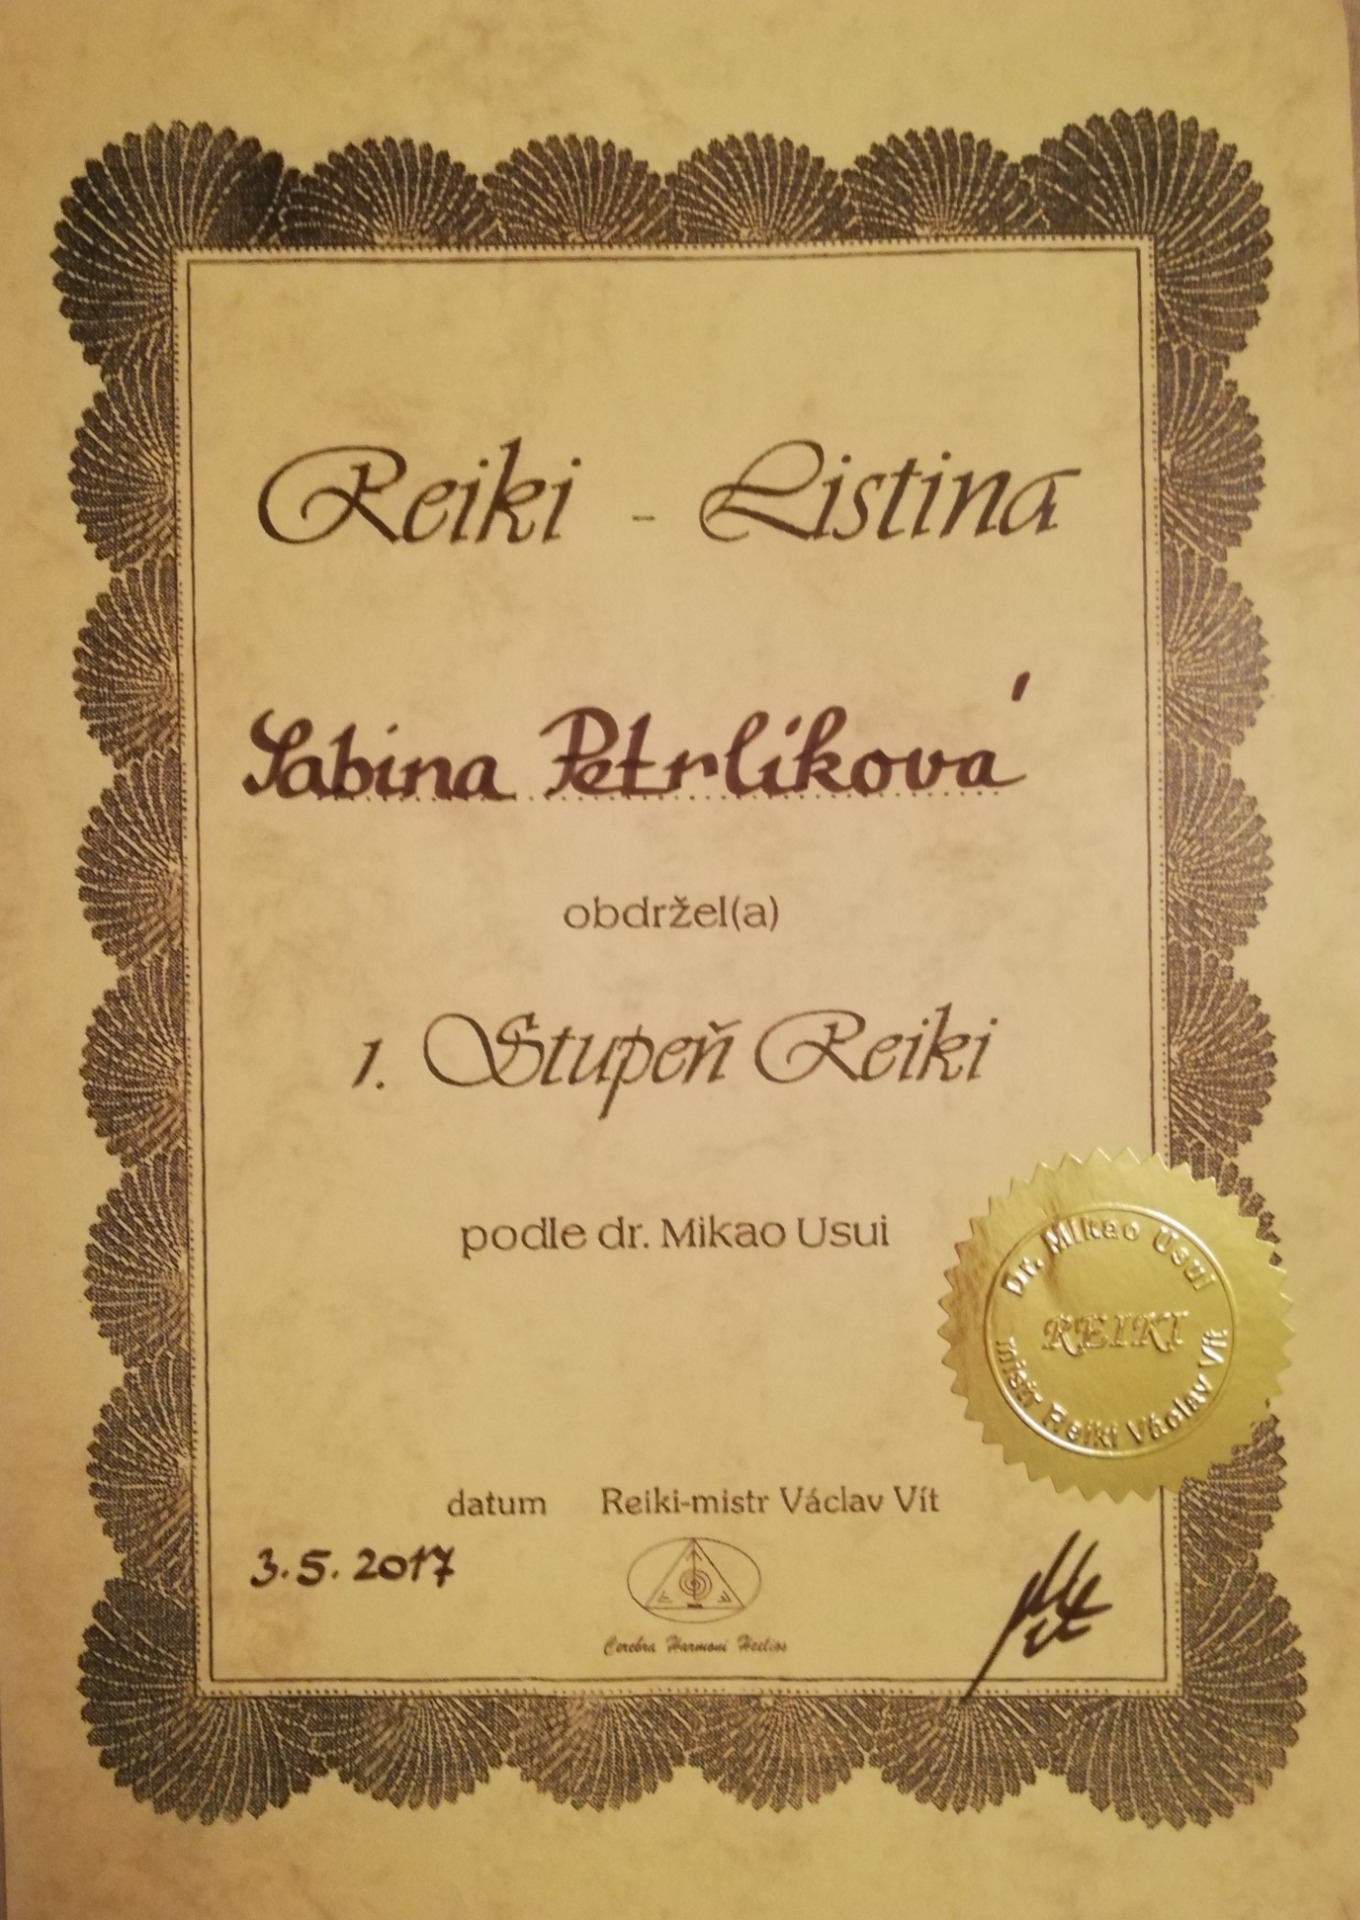 Reiki - Listina
Sabina Petrlíková
obdržel(a)
1. Stupeň Reiki
podle dr. Mikao Usui
Dr. Mikao Usui
REIKI
mistr Reiki Václav Vít
datum Reiki-mistr Václav Vít
3.5.2017
Cerebra Harmoni Heelios